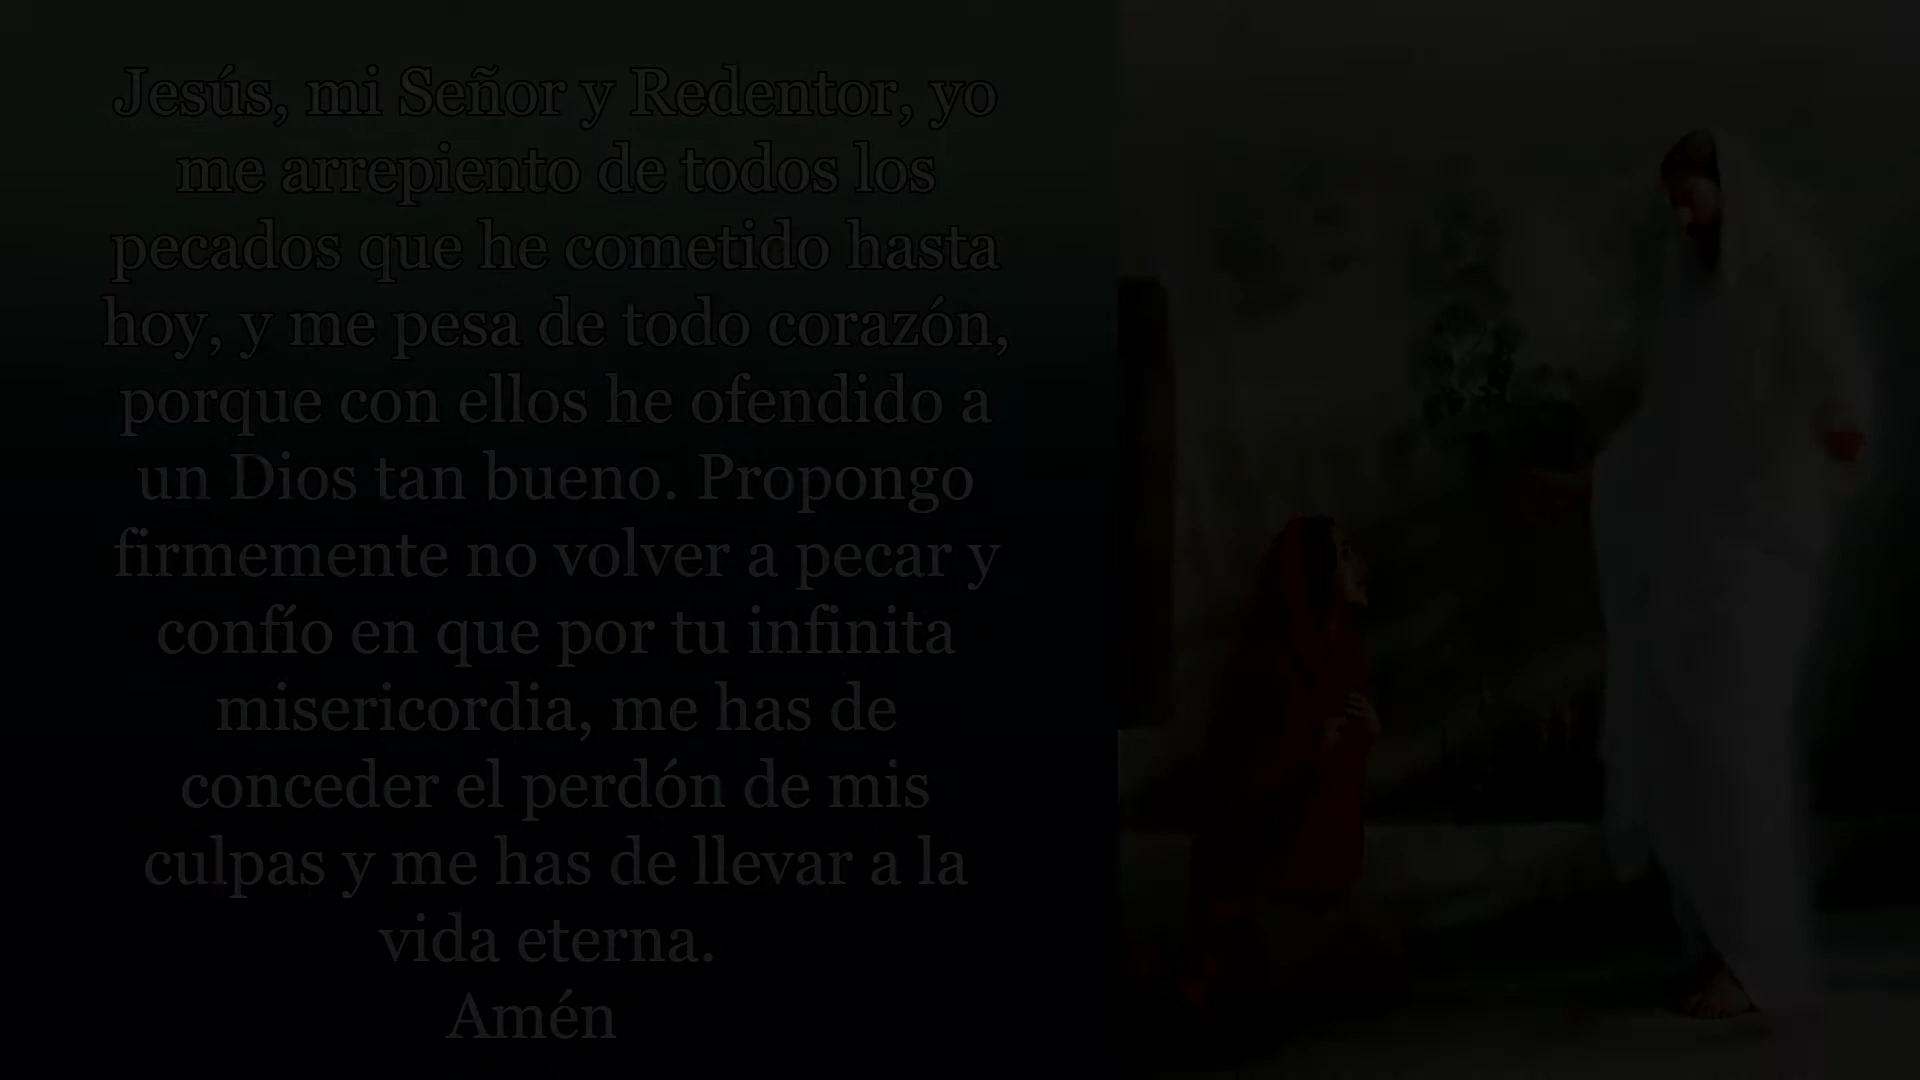 Jesús, mi Señor y Redentor, yo
me arrepiento de todos los
pecados que he cometido hasta
hoy, y me pesa de todo corazón,
porque con ellos he ofendido a
un Dios tan bueno. Propongo
firmemente no volver a pecar y
confío en que por tu infinita
misericordia, me has de
conceder el perdón de mis
culpas y me has de llevar a la
vida eterna.
Amén